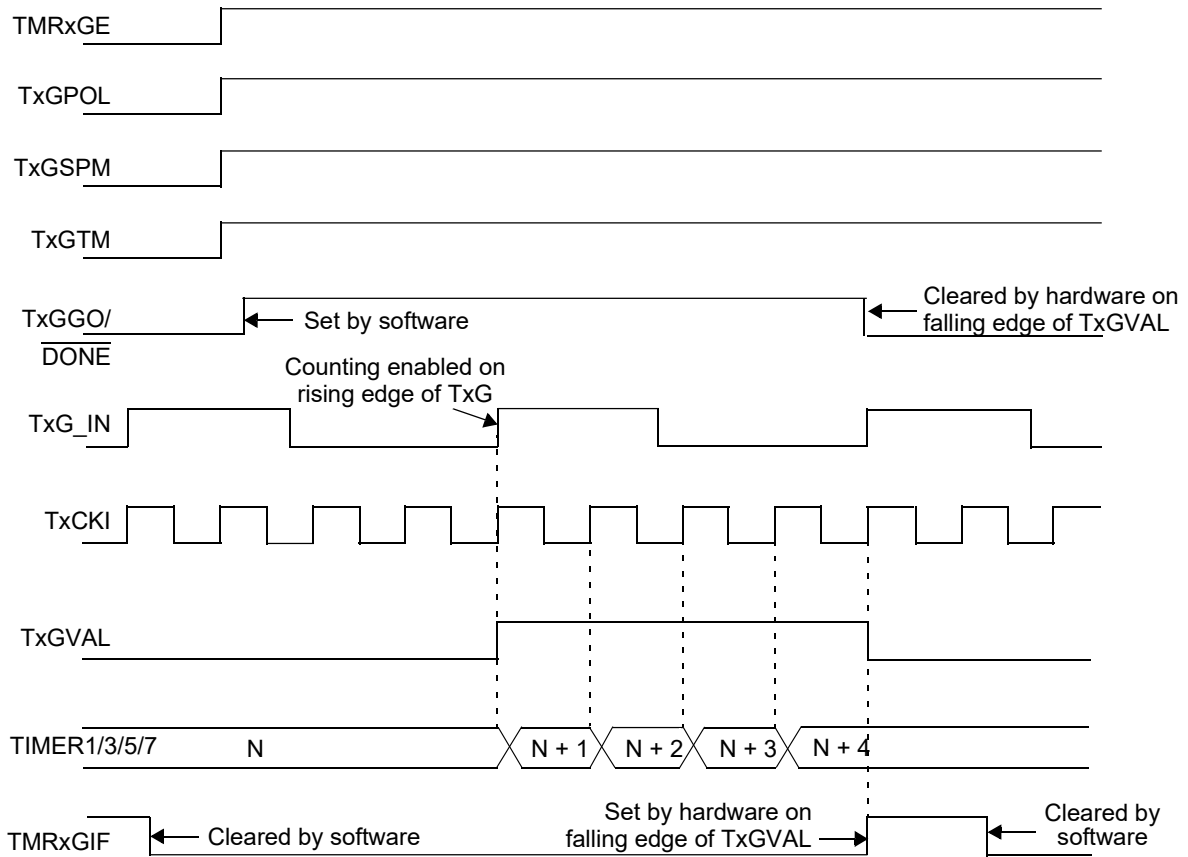 TMRxGE
TxGPOL
TxGSPM
TxGTM
TxGGO/
DONE
Set by software
Cleared by hardware on
falling edge of TxGVAL
Counting enabled on
rising edge of TxG
TxG_IN
TxCKI
TxGVAL
TIMER1/3/5/7
N
N + 1
N + 2
N + 3
N + 4
TMRxGIF
Cleared by software
Set by hardware on
falling edge of TxGVAL
Cleared by
software